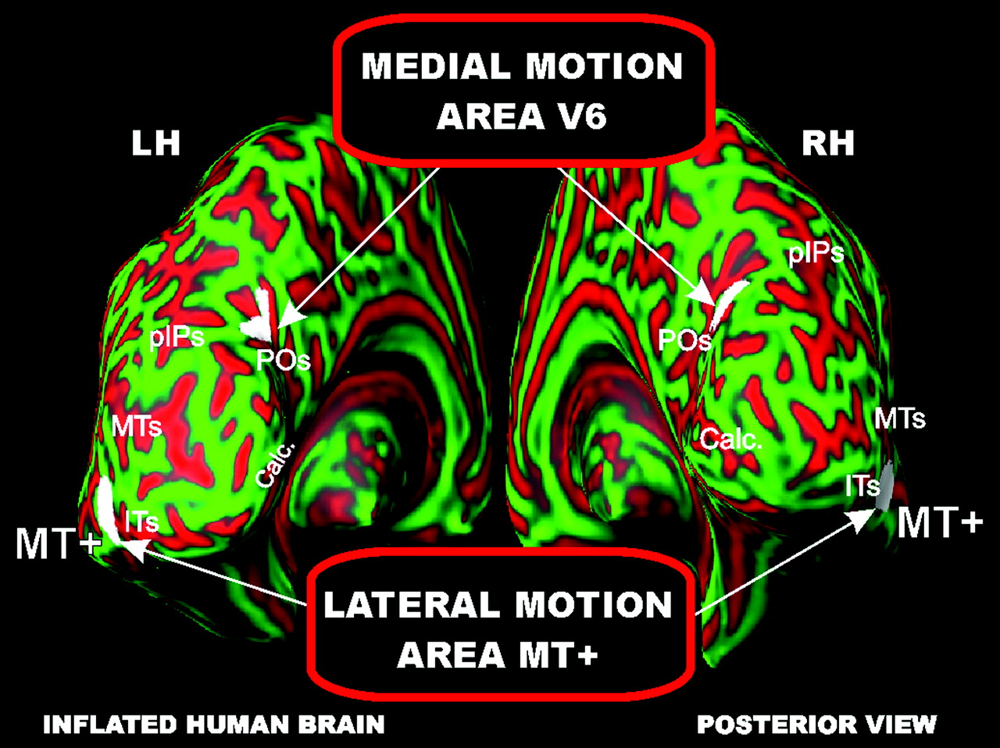 MEDIAL MOTION
AREA V6
LH
RH
pIPs
pIPs
POs
POs
MTs
MTs
Calc.
Calc.
ITs
ITs
MT+
MT+
LATERAL MOTION
AREA MT+
INFLATED HUMAN BRAIN
POSTERIOR VIEW